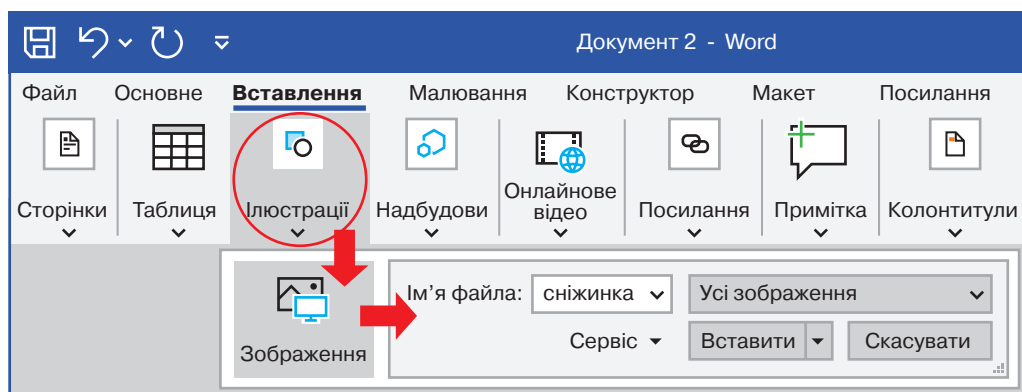 Документ 2 - Word
Файл Основне Вставлення Малювання Конструктор Макет Посилання
Сторінки Таблиця Ілюстрації Надбудови Онлайнове відео Посилання Примітка Колонтитули
Ім’я файла: сніжинка Усі зображення
Сервіс Вставити Скасувати
Зображення